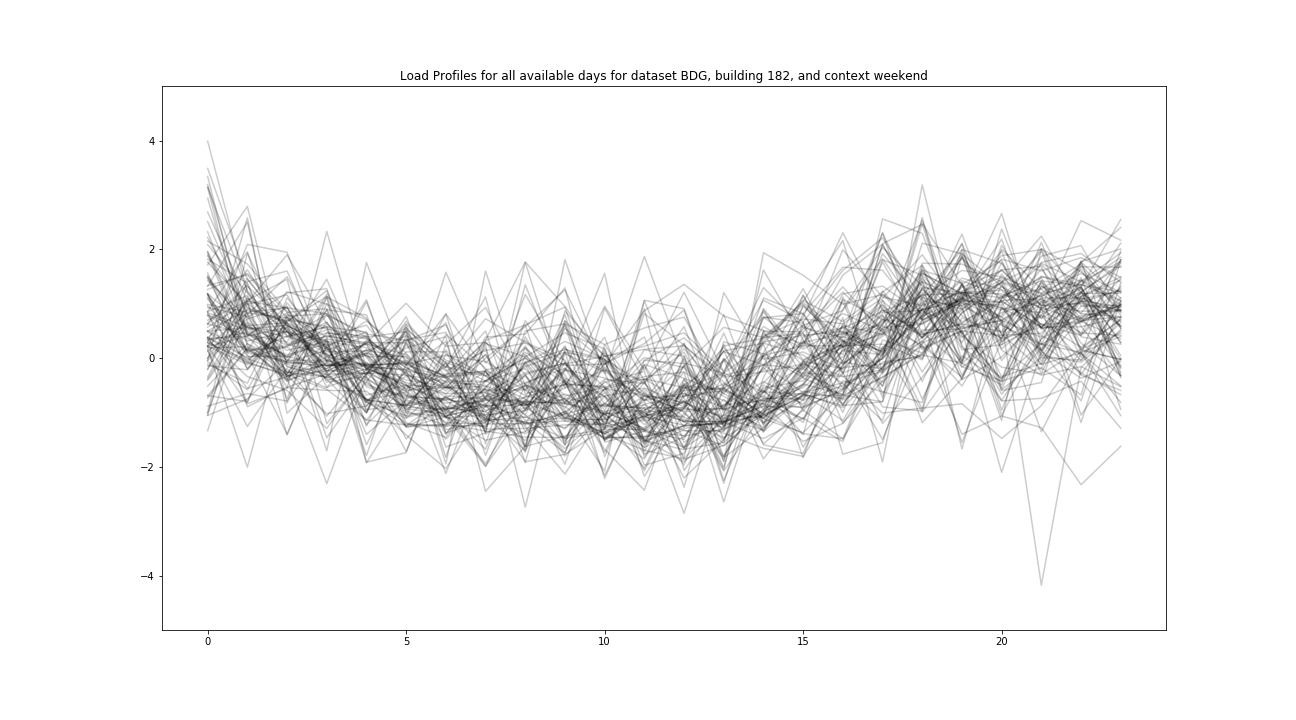 Load Profiles for all available days for dataset BDG, building 182, and context weekend
4
2
0
−2
−4
0 5 10 15 20